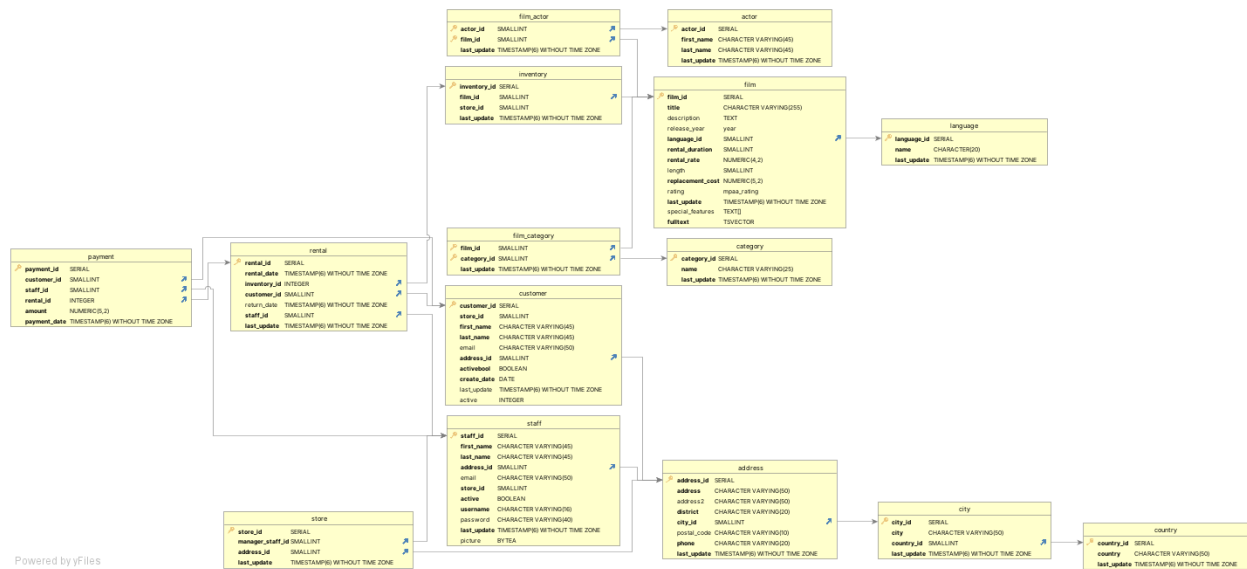 film_actor
actor_id SMALLINT
film_id SMALLINT
last_update TIMESTAMP(6) WITHOUT TIME ZONE
actor
actor_id SERIAL
first_name CHARACTER VARYING(45)
last_name CHARACTER VARYING(45)
last_update TIMESTAMP(6) WITHOUT TIME ZONE
inventory
inventory_id SERIAL
film_id SMALLINT
store_id SMALLINT
last_update TIMESTAMP(6) WITHOUT TIME ZONE
film
film_id SERIAL
title CHARACTER VARYING(255)
description TEXT
release_year year
language_id SMALLINT
rental_duration SMALLINT
rental_rate NUMERIC(4,2)
length SMALLINT
replacement_cost NUMERIC(5,2)
rating mpaa_rating
last_update TIMESTAMP(6) WITHOUT TIME ZONE
special_features TEXT[]
fulltext TSVECTOR
language
language_id SERIAL
name CHARACTER(20)
last_update TIMESTAMP(6) WITHOUT TIME ZONE
film_category
film_id SMALLINT
category_id SMALLINT
last_update TIMESTAMP(6) WITHOUT TIME ZONE
category
category_id SERIAL
name CHARACTER VARYING(25)
last_update TIMESTAMP(6) WITHOUT TIME ZONE
payment
payment_id SERIAL
customer_id SMALLINT
staff_id SMALLINT
rental_id INTEGER
amount NUMERIC(5,2)
payment_date TIMESTAMP(6) WITHOUT TIME ZONE
rental
rental_id SERIAL
rental_date TIMESTAMP(6) WITHOUT TIME ZONE
inventory_id INTEGER
customer_id SMALLINT
return_date TIMESTAMP(6) WITHOUT TIME ZONE
staff_id SMALLINT
last_update TIMESTAMP(6) WITHOUT TIME ZONE
customer
customer_id SERIAL
store_id SMALLINT
first_name CHARACTER VARYING(45)
last_name CHARACTER VARYING(45)
email CHARACTER VARYING(50)
address_id SMALLINT
activebool BOOLEAN
create_date DATE
last_update TIMESTAMP(6) WITHOUT TIME ZONE
active INTEGER
staff
staff_id SERIAL
first_name CHARACTER VARYING(45)
last_name CHARACTER VARYING(45)
address_id SMALLINT
email CHARACTER VARYING(50)
store_id SMALLINT
active BOOLEAN
username CHARACTER VARYING(16)
password CHARACTER VARYING(40)
last_update TIMESTAMP(6) WITHOUT TIME ZONE
picture BYTEA
store
store_id SERIAL
manager_staff_id SMALLINT
address_id SMALLINT
last_update TIMESTAMP(6) WITHOUT TIME ZONE
address
address_id SERIAL
address CHARACTER VARYING(50)
address2 CHARACTER VARYING(50)
district CHARACTER VARYING(20)
city_id SMALLINT
postal_code CHARACTER VARYING(10)
phone CHARACTER VARYING(20)
last_update TIMESTAMP(6) WITHOUT TIME ZONE
city
city_id SERIAL
city CHARACTER VARYING(50)
country_id SMALLINT
last_update TIMESTAMP(6) WITHOUT TIME ZONE
country
country_id SERIAL
country CHARACTER VARYING(50)
last_update TIMESTAMP(6) WITHOUT TIME ZONE
Powered by yFiles